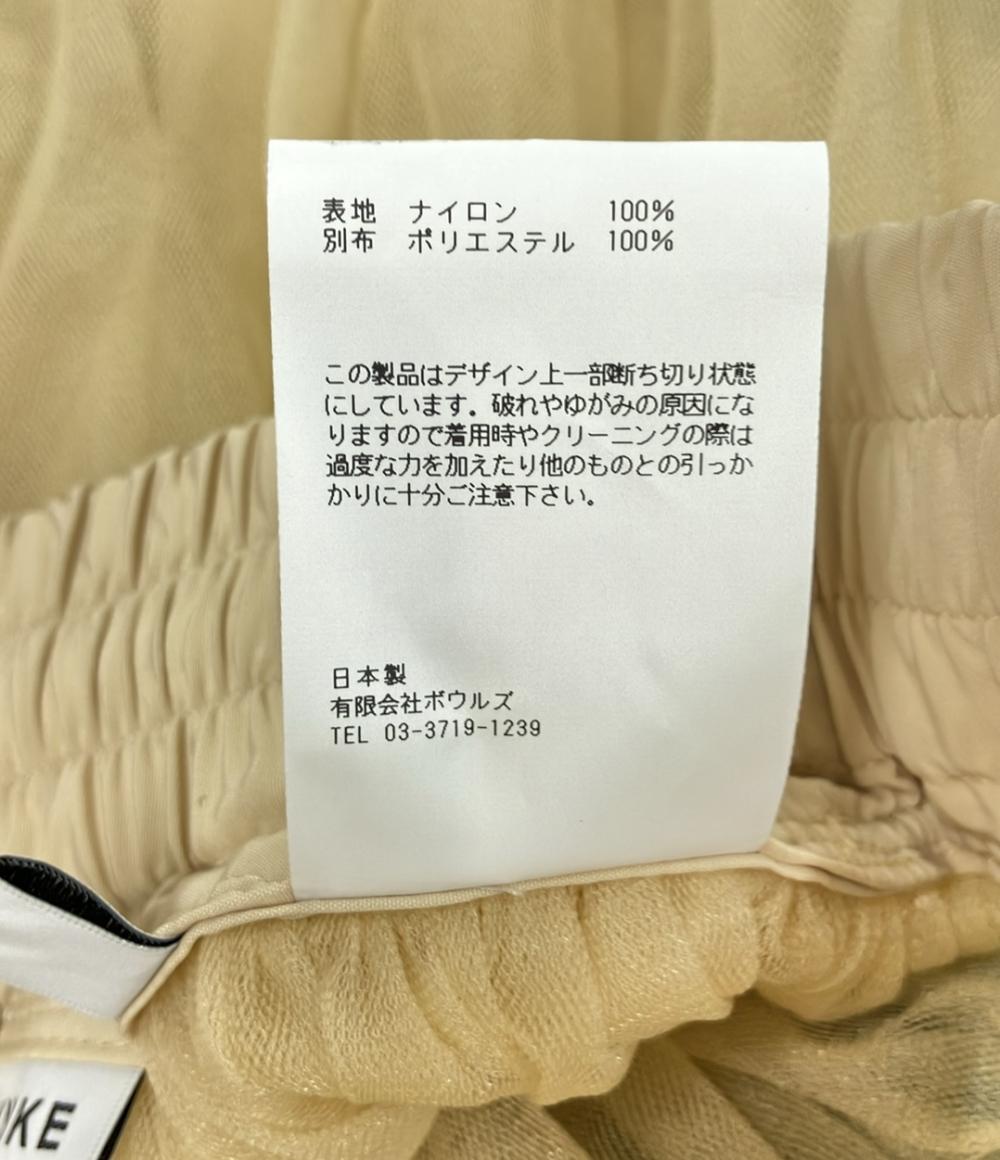 表地 ナイロン 100%
別布 ポリエステル 100%
この製品はデザイン上一部断ち切り状態
にしています。破れやゆがみの原因にな
りますので着用時やクリーニングの際は
過度な力を加えたり他のものとの引っか
かりに十分ご注意下さい。
日本製
有限会社ボウルズ
TEL 03-3719-1239